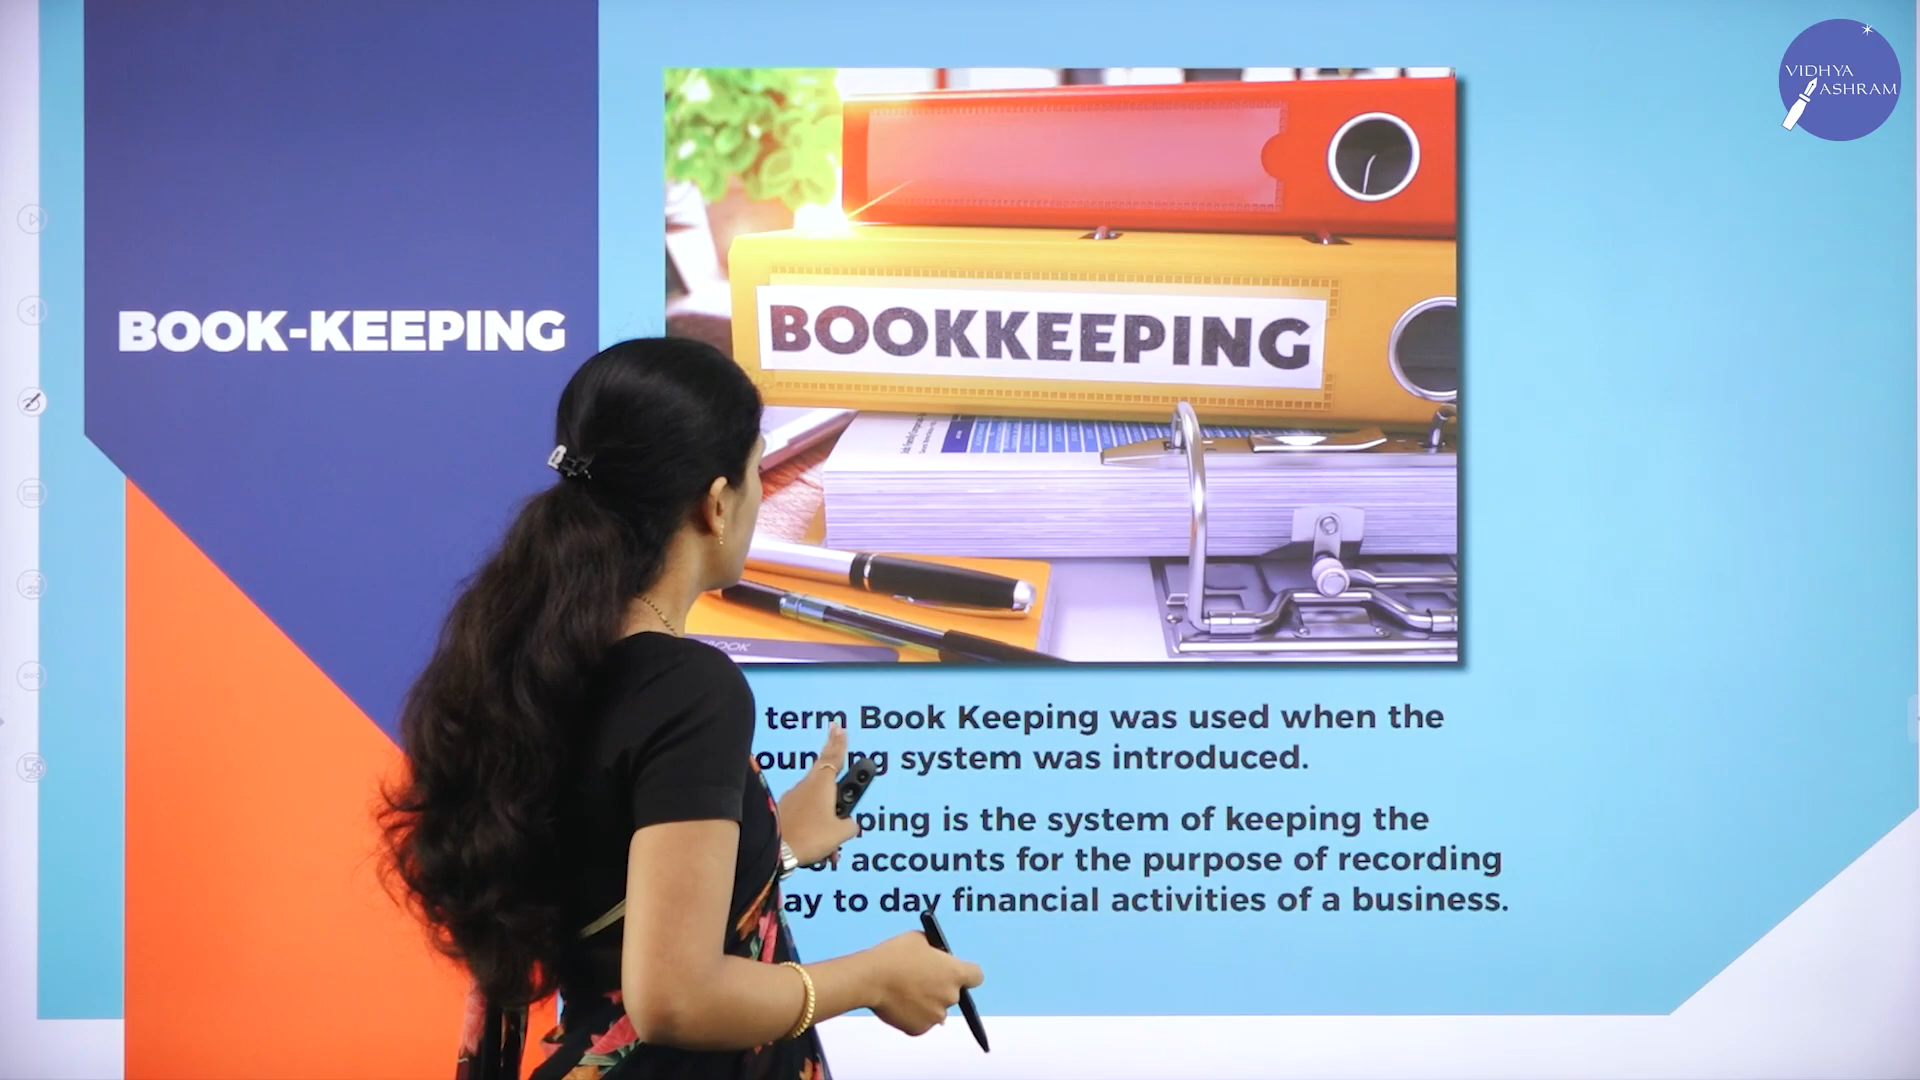 VIDHYA
ASHRAM
BOOK-KEEPING
BOOKKEEPING
term Book Keeping was used when the
system was introduced.
is the system of keeping the
accounts for the purpose of recording
to day financial activities of a business.